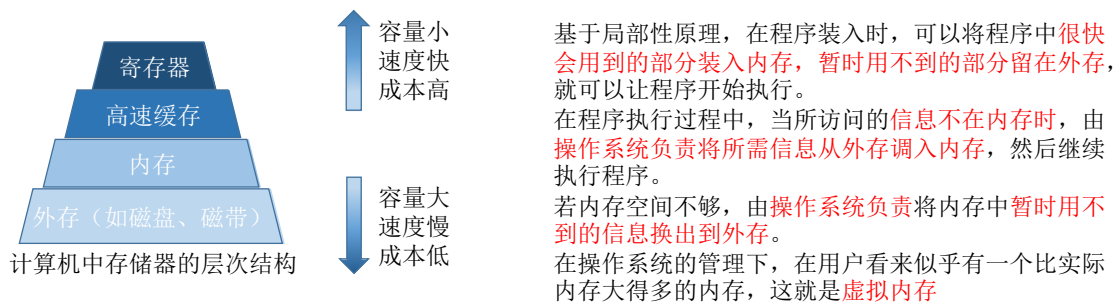 寄存器
高速缓存
内存
外存（如磁盘、磁带）
计算机中存储器的层次结构
容量小
速度快
成本高
容量大
速度慢
成本低
基于局部性原理，在程序装入时，可以将程序中很快
会用到的部分装入内存，暂时用不到的部分留在外存，
就可以让程序开始执行。
在程序执行过程中，当所访问的信息不在内存时，由
操作系统负责将所需信息从外存调入内存，然后继续
执行程序。
若内存空间不够，由操作系统负责将内存中暂时用不
到的信息换出到外存。
在操作系统的管理下，在用户看来似乎有一个比实际
内存大得多的内存，这就是虚拟内存